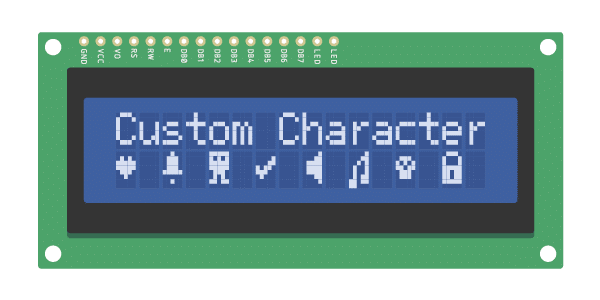 GND VCC VO RS RW E DB0 DB1 DB2 DB3 DB4 DB5 DB6 DB7 LED LED
Custom Character